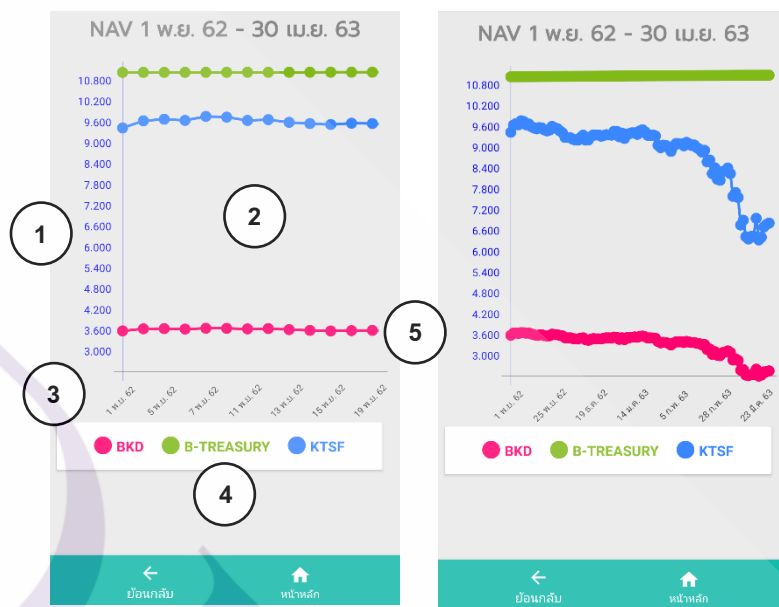 NAV 1 พ.ย. 62 - 30 เม.ย. 63
10.800
10.200
9.600
9.000
8.400
7.800
7.200
6.600
6.000
5.400
4.800
4.200
3.600
3.000
1 พ.ย. 62
5 พ.ย. 62
7 พ.ย. 62
11 พ.ย. 62
13 พ.ย. 62
15 พ.ย. 62
19 พ.ย. 62
BKD
B-TREASURY
KTSF
1
2
3
4
5
ย้อนกลับ
หน้าหลัก
NAV 1 พ.ย. 62 - 30 เม.ย. 63
10.800
10.200
9.600
9.000
8.400
7.800
7.200
6.600
6.000
5.400
4.800
4.200
3.600
3.000
1 พ.ย. 62
25 พ.ย. 62
19 ธ.ค. 62
14 ม.ค. 63
5 ก.พ. 63
28 ก.พ. 63
23 มี.ค. 63
BKD
B-TREASURY
KTSF
ย้อนกลับ
หน้าหลัก